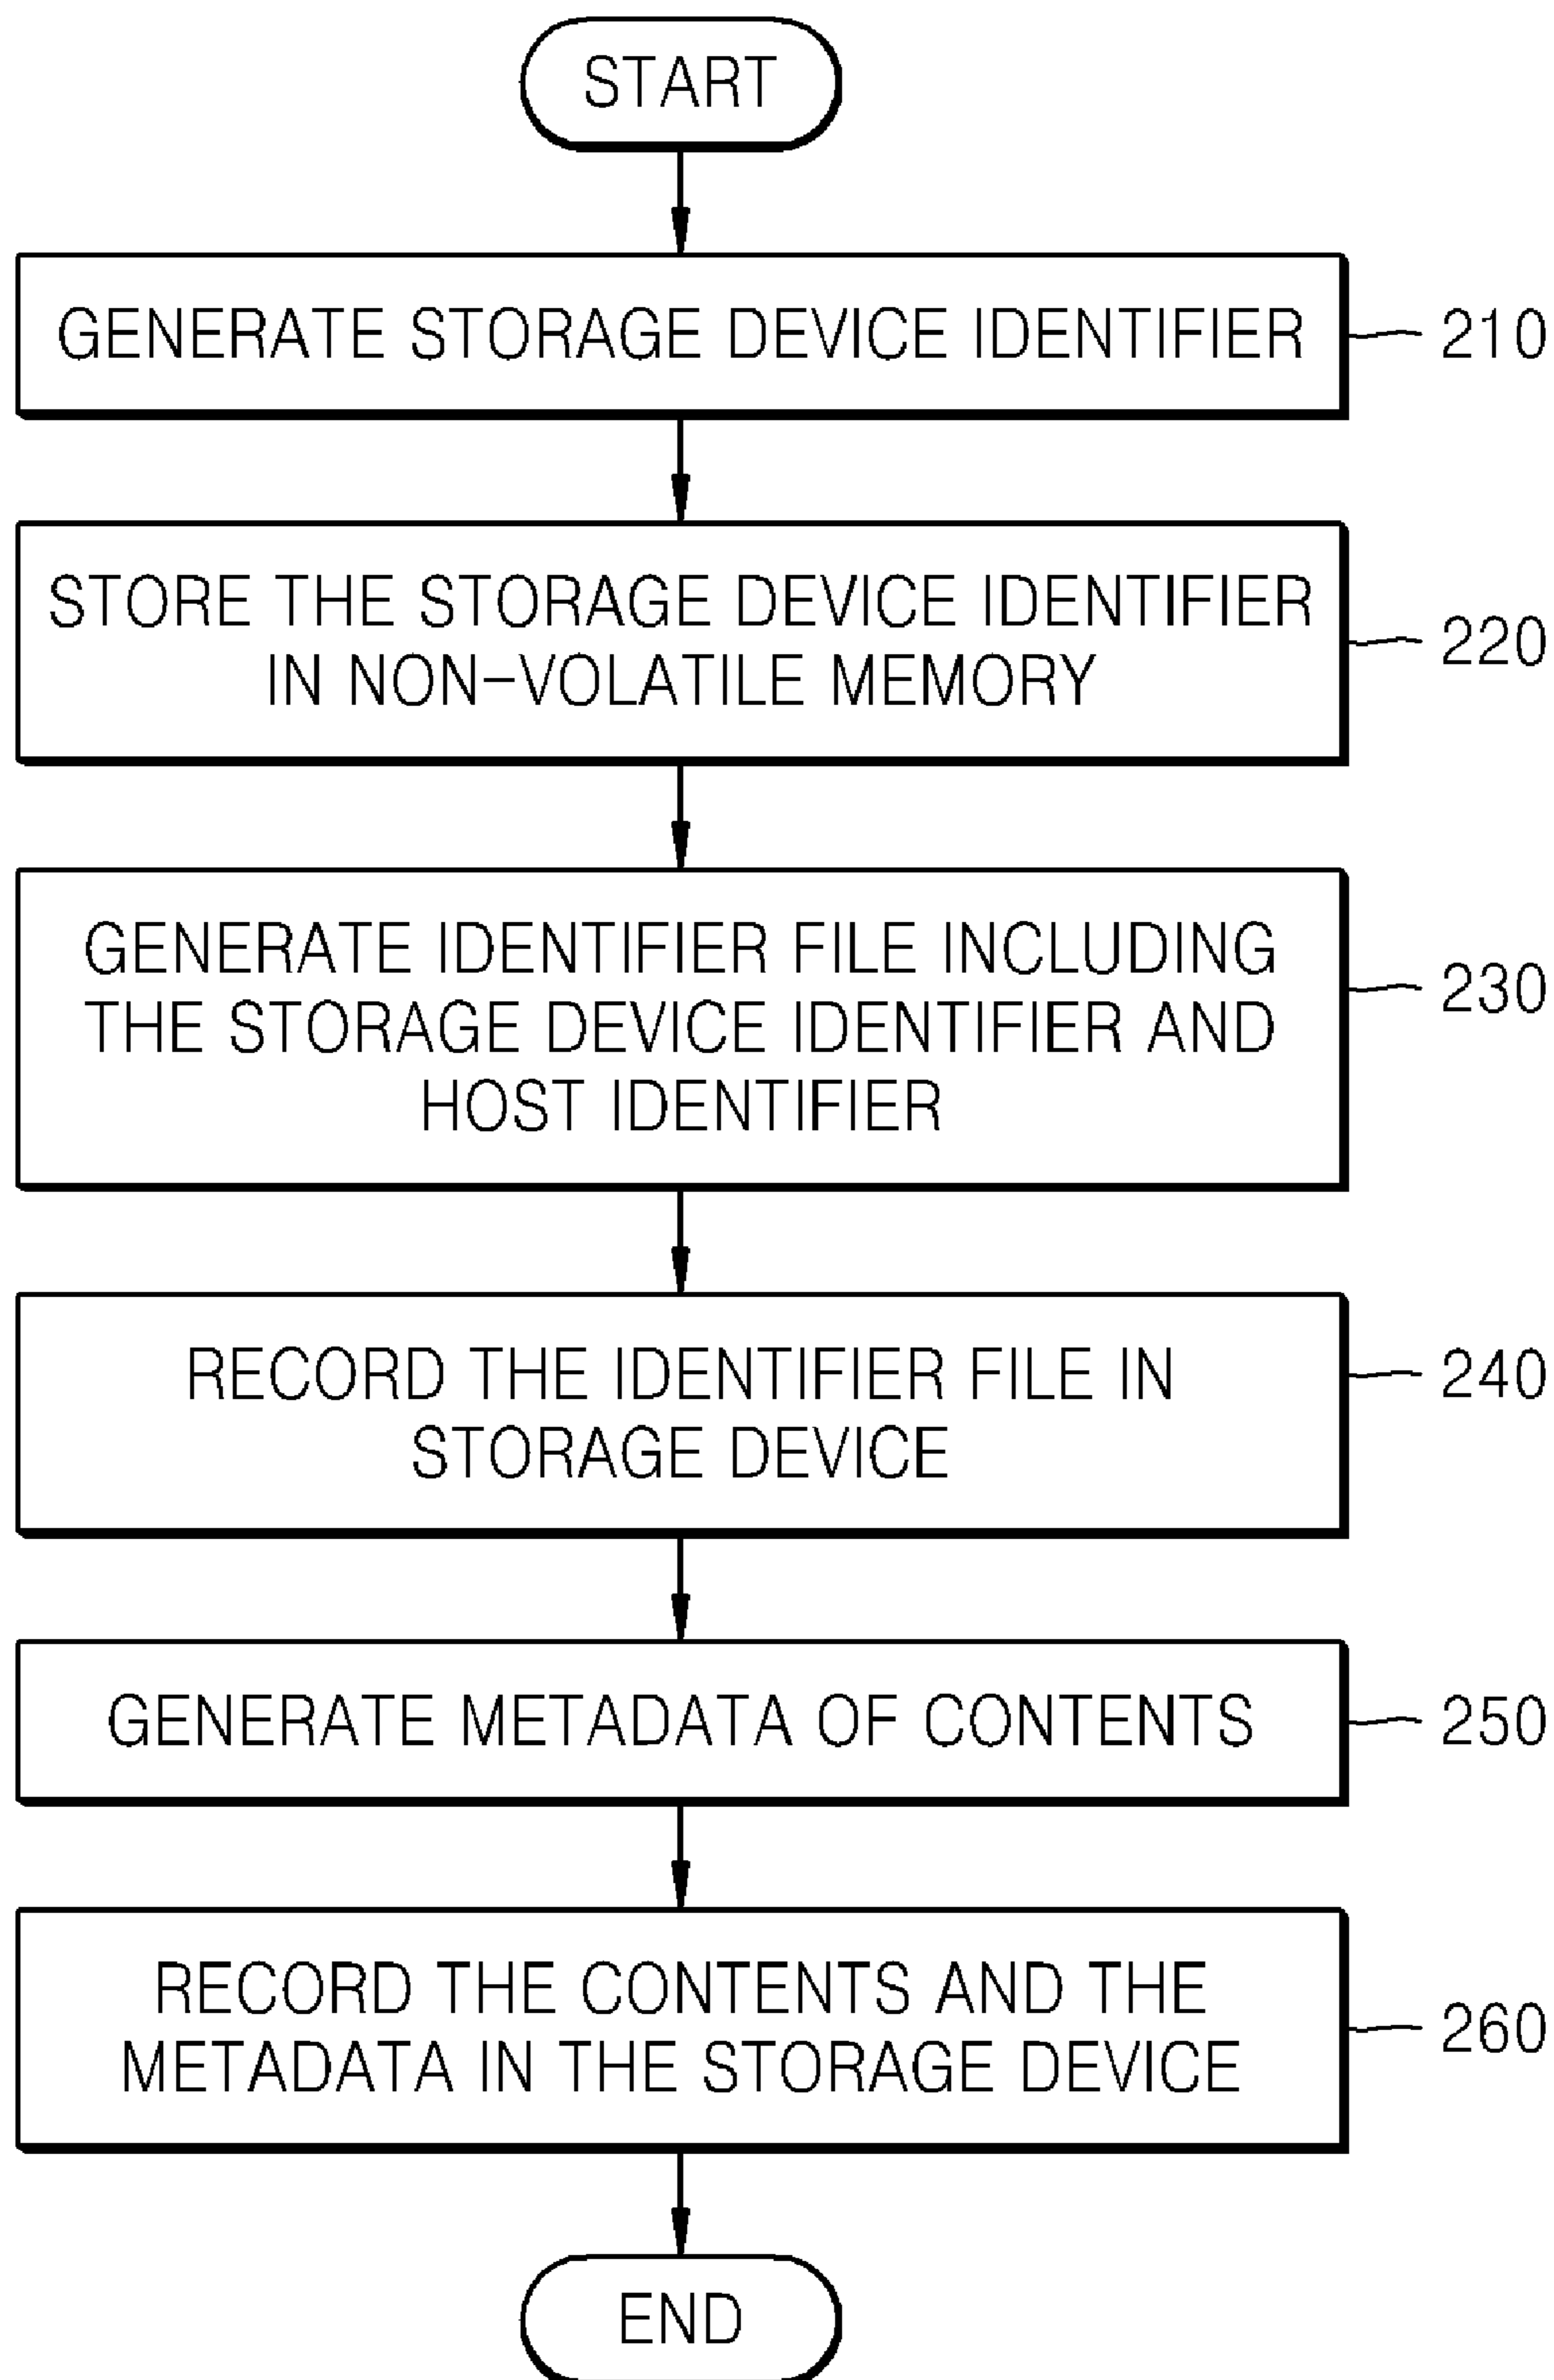 START
GENERATE STORAGE DEVICE IDENTIFIER
210
STORE THE STORAGE DEVICE IDENTIFIER
IN NON-VOLATILE MEMORY
220
GENERATE IDENTIFIER FILE INCLUDING
THE STORAGE DEVICE IDENTIFIER AND
HOST IDENTIFIER
230
RECORD THE IDENTIFIER FILE IN
STORAGE DEVICE
240
GENERATE METADATA OF CONTENTS
250
RECORD THE CONTENTS AND THE
METADATA IN THE STORAGE DEVICE
260
END